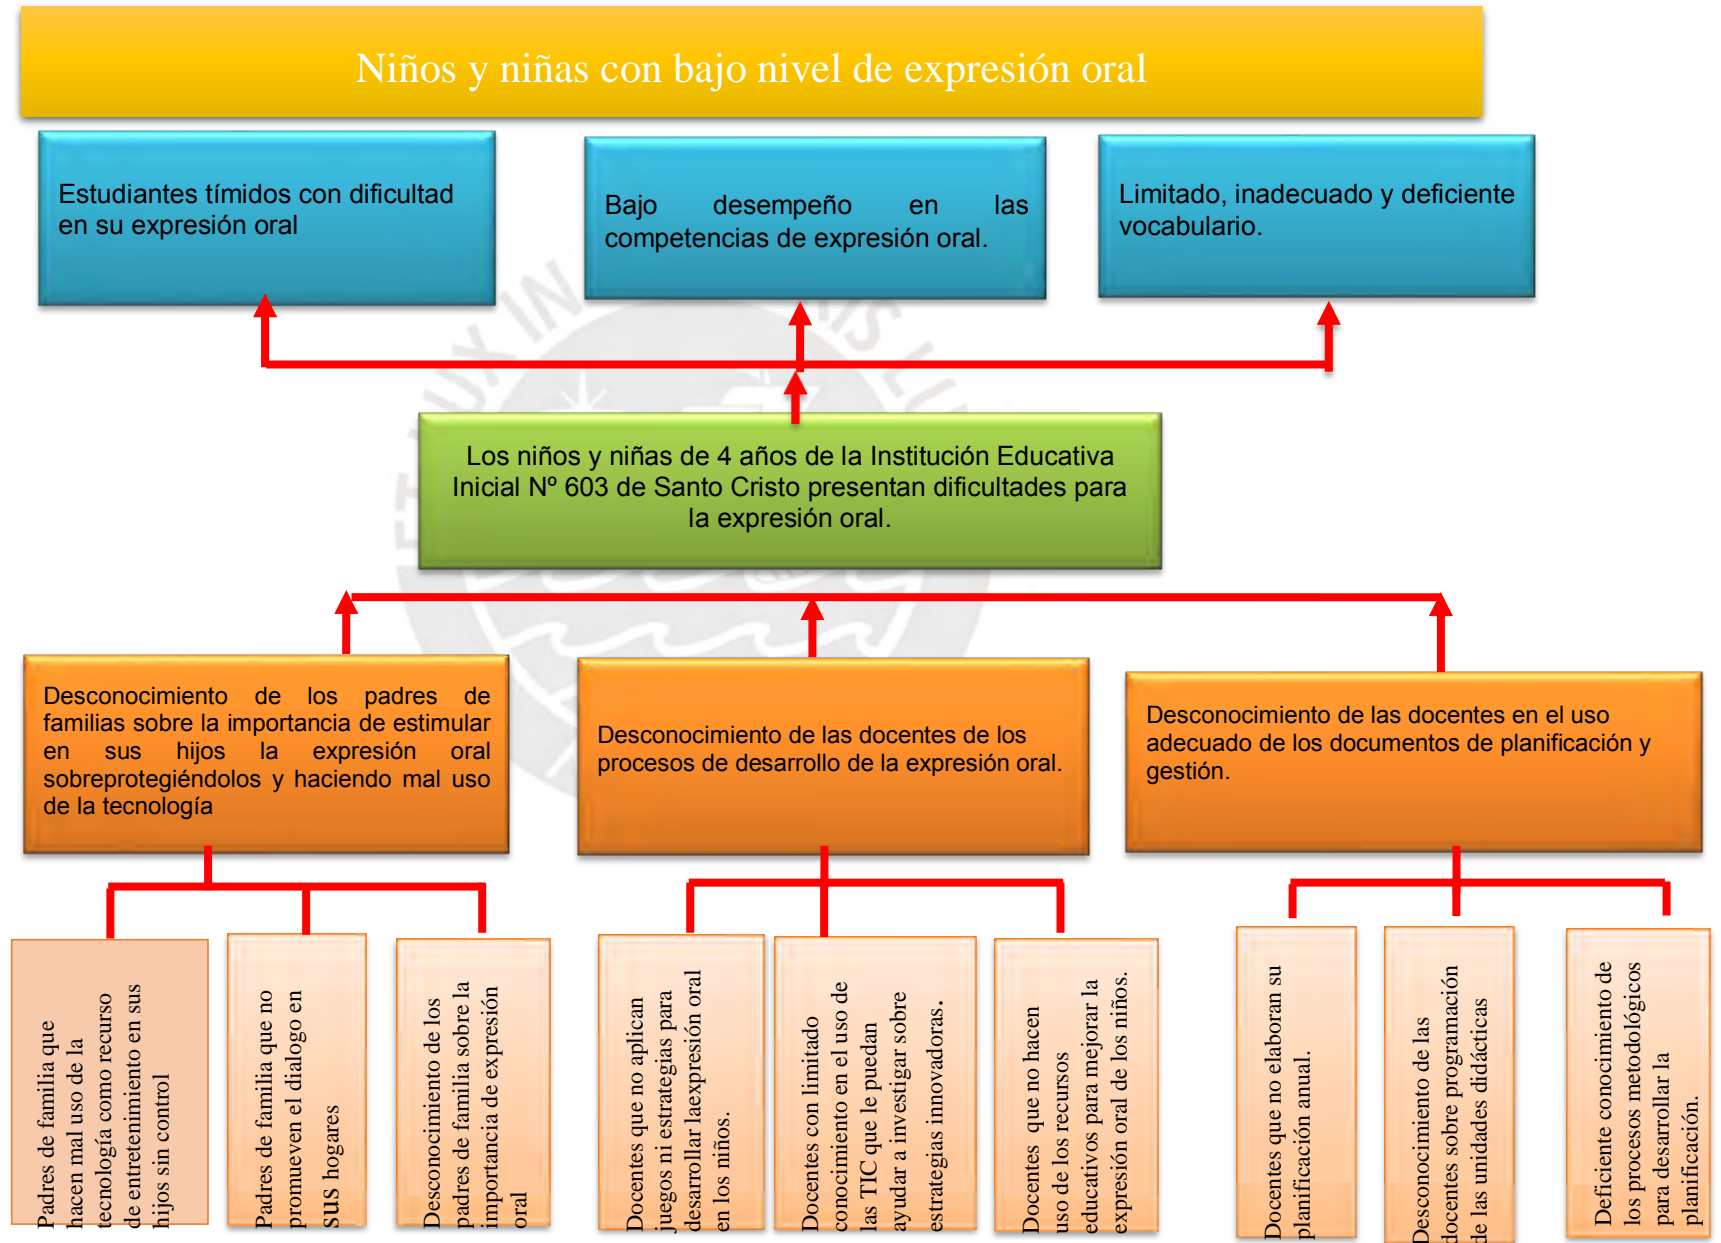 Niños y niñas con bajo nivel de expresión oral
Estudiantes tímidos con dificultad
en su expresión oral
Bajo desempeño en las
competencias de expresión oral.
Limitado, inadecuado y deficiente
vocabulario.
Los niños y niñas de 4 años de la Institución Educativa
Inicial Nº 603 de Santo Cristo presentan dificultades para
la expresión oral.
Desconocimiento de los padres de
familias sobre la importancia de estimular
en sus hijos la expresión oral
sobreprotegiéndolos y haciendo mal uso
de la tecnología
Desconocimiento de las docentes de los
procesos de desarrollo de la expresión oral.
Desconocimiento de las docentes en el uso
adecuado de los documentos de planificación y
gestión.
Padres de familia que
hacen mal uso de la
tecnología como recurso
de entretenimiento en sus
hijos sin control
Padres de familia que no
promueven el dialogo en
sus hogares
Desconocimiento de los
padres de familia sobre la
importancia de expresión
oral
Docentes que no aplican
juegos ni estrategias para
desarrollar laexpresión oral
en los niños.
Docentes con limitado
conocimiento en el uso de
las TIC que le puedan
ayudar a investigar sobre
estrategias innovadoras.
Docentes que no hacen
uso de los recursos
educativos para mejorar la
expresión oral de los niños.
Docentes que no elaboran su
planificación anual.
Desconocimiento de las
docentes sobre programación
de las unidades didácticas
Deficiente conocimiento de
los procesos metodológicos
para desarrollar la
planificación.